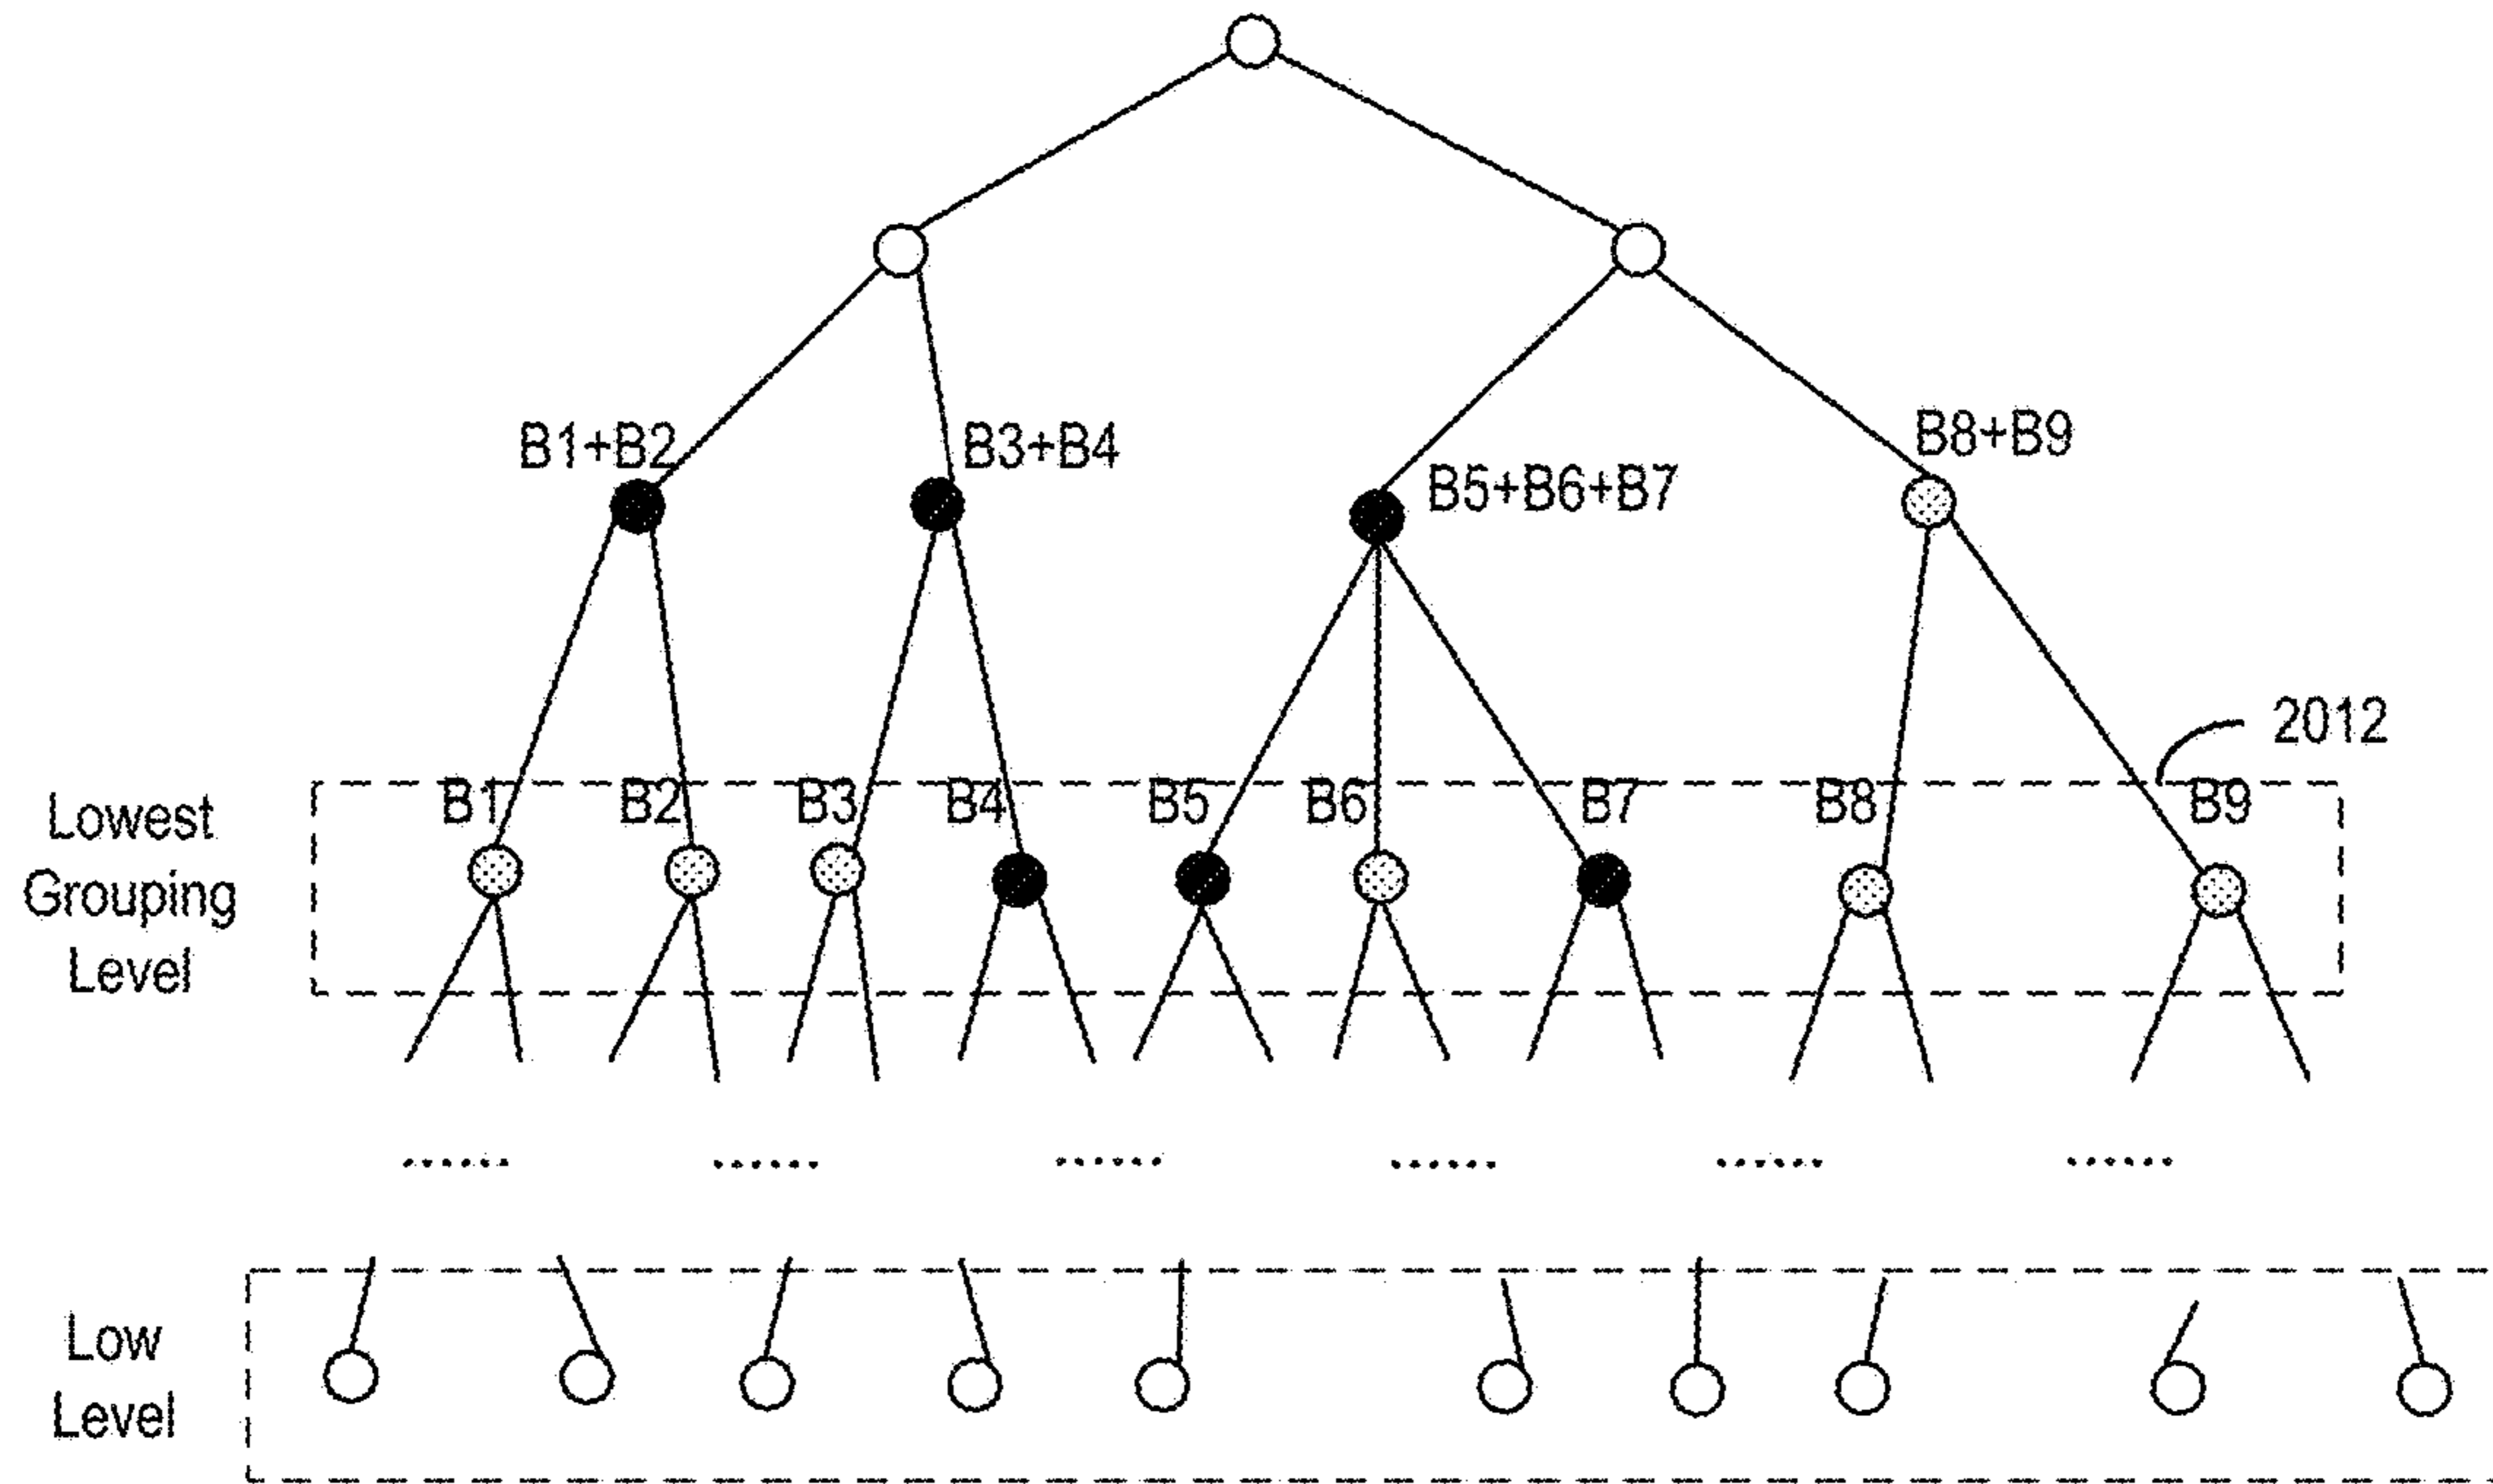 B1+B2
B3+B4
B5+B6+B7
B8+B9
2012
Lowest
Grouping
Level
B1
B2
B3
B4
B5
B6
B7
B8
B9
Low
Level